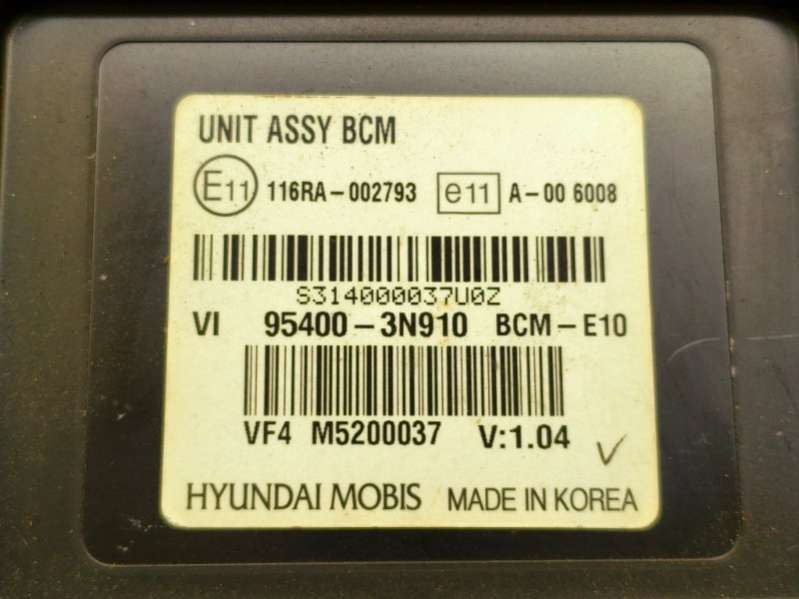 UNIT ASSY BCM
E11 116RA-002793 e11 A-00 6008
S314000037U0Z
VI 95400-3N910 BCM-E10
VF4 M5200037 V:1.04
HYUNDAI MOBIS MADE IN KOREA